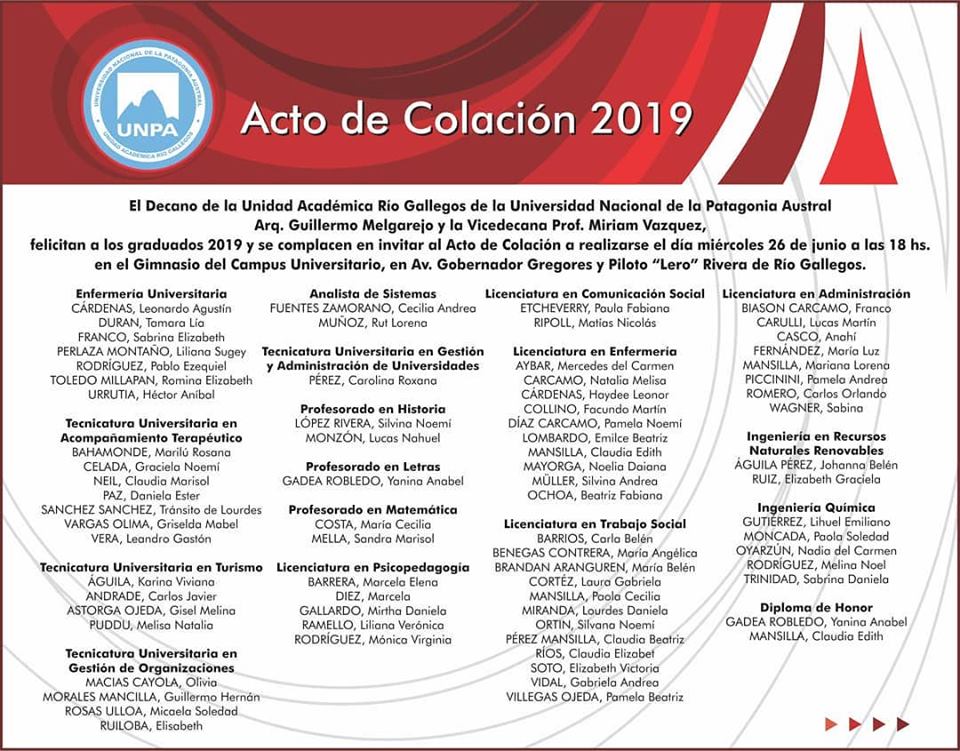 UNIVERSIDAD NACIONAL DE LA PATAGONIA AUSTRAL
UNPA
UNIDAD ACADEMICA RIO GALLEGOS
Acto de Colación 2019
El Decano de la Unidad Académica Río Gallegos de la Universidad Nacional de la Patagonia Austral
Arq. Guillermo Melgarejo y la Vicedecana Prof. Miriam Vazquez,
felicitan a los graduados 2019 y se complacen en invitar al Acto de Colación a realizarse el día miércoles 26 de junio a las 18 hs.
en el Gimnasio del Campus Universitario, en Av. Gobernador Gregores y Piloto “Lero” Rivera de Río Gallegos.
Enfermería Universitaria
CÁRDENAS, Leonardo Agustín
DURAN, Tamara Lía
FRANCO, Sabrina Elizabeth
PERLAZA MONTAÑO, Liliana Sugey
RODRÍGUEZ, Pablo Ezequiel
TOLEDO MILLAPAN, Romina Elizabeth
URRUTIA, Héctor Aníbal
Tecnicatura Universitaria en
Acompañamiento Terapéutico
BAHAMONDE, Marilú Rosana
CELADA, Graciela Noemí
NEIL, Claudia Marisol
PAZ, Daniela Ester
SANCHEZ SANCHEZ, Tránsito de Lourdes
VARGAS OLIMA, Griselda Mabel
VERA, Leandro Gastón
Tecnicatura Universitaria en Turismo
ÁGUILA, Karina Viviana
ANDRADE, Carlos Javier
ASTORGA OJEDA, Gisel Melina
PUDDU, Melisa Natalia
Tecnicatura Universitaria en
Gestión de Organizaciones
MACIAS CAYOLA, Olivia
MORALES MANCILLA, Guillermo Hernán
ROSAS ULLOA, Micaela Soledad
RUILOBA, Elisabeth
Analista de Sistemas
FUENTES ZAMORANO, Cecilia Andrea
MUÑOZ, Rut Lorena
Tecnicatura Universitaria en Gestión
y Administración de Universidades
PÉREZ, Carolina Roxana
Profesorado en Historia
LÓPEZ RIVERA, Silvina Noemí
MONZÓN, Lucas Nahuel
Profesorado en Letras
GADEA ROBLEDO, Yanina Anabel
Profesorado en Matemática
COSTA, María Cecilia
MELLA, Sandra Marisol
Licenciatura en Psicopedagogía
BARRERA, Marcela Elena
DIEZ, Marcela
GALLARDO, Mirtha Daniela
RAMELLO, Liliana Verónica
RODRÍGUEZ, Mónica Virginia
Licenciatura en Comunicación Social
ETCHEVERRY, Paula Fabiana
RIPOLL, Matías Nicolás
Licenciatura en Enfermería
AYBAR, Mercedes del Carmen
CARCAMO, Natalia Melisa
CÁRDENAS, Haydee Leonor
COLLINO, Facundo Martín
DÍAZ CARCAMO, Pamela Noemí
LOMBARDO, Emilce Beatriz
MANSILLA, Claudia Edith
MAYORGA, Noelia Daiana
MÜLLER, Silvina Andrea
OCHOA, Beatriz Fabiana
Licenciatura en Trabajo Social
BARRIOS, Carla Belén
BENEGAS CONTRERA, María Angélica
BRANDAN ARANGUREN, María Belén
CORTÉZ, Laura Gabriela
MANSILLA, Paola Cecilia
MIRANDA, Lourdes Daniela
ORTIN, Silvana Noemí
PÉREZ MANSILLA, Claudia Beatriz
RÍOS, Claudia Elizabet
SOTO, Elizabeth Victoria
VIDAL, Gabriela Andrea
VILLEGAS OJEDA, Pamela Beatriz
Licenciatura en Administración
BIASON CARCAMO, Franco
CARULLI, Lucas Martín
CASCO, Anahí
FERNÁNDEZ, María Luz
MANSILLA, Mariana Lorena
PICCININI, Pamela Andrea
ROMERO, Carlos Orlando
WAGNER, Sabina
Ingeniería en Recursos
Naturales Renovables
ÁGUILA PÉREZ, Johanna Belén
RUIZ, Elizabeth Graciela
Ingeniería Química
GUTIÉRREZ, Lihuel Emiliano
MONCADA, Paola Soledad
OYARZÚN, Nadia del Carmen
RODRÍGUEZ, Melina Noel
TRINIDAD, Sabrina Daniela
Diploma de Honor
GADEA ROBLEDO, Yanina Anabel
MANSILLA, Claudia Edith